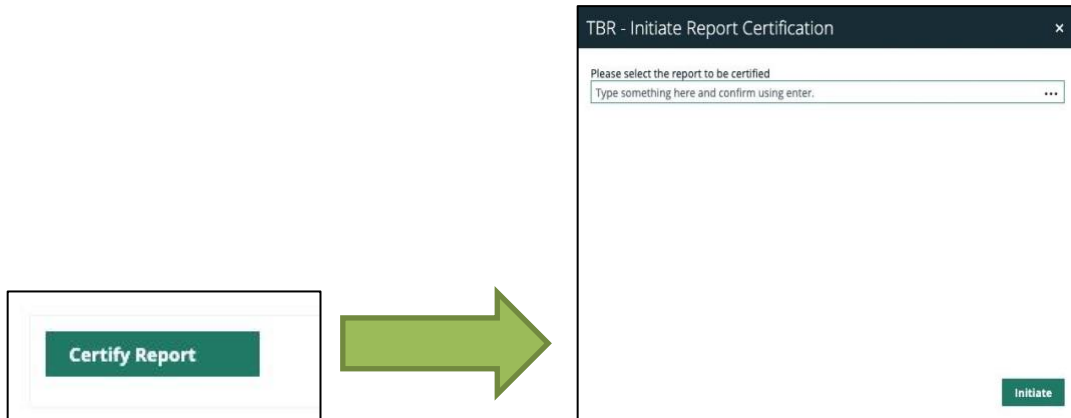 Certify Report
TBR - Initiate Report Certification ×
Please select the report to be certified
Type something here and confirm using enter. ...
Initiate